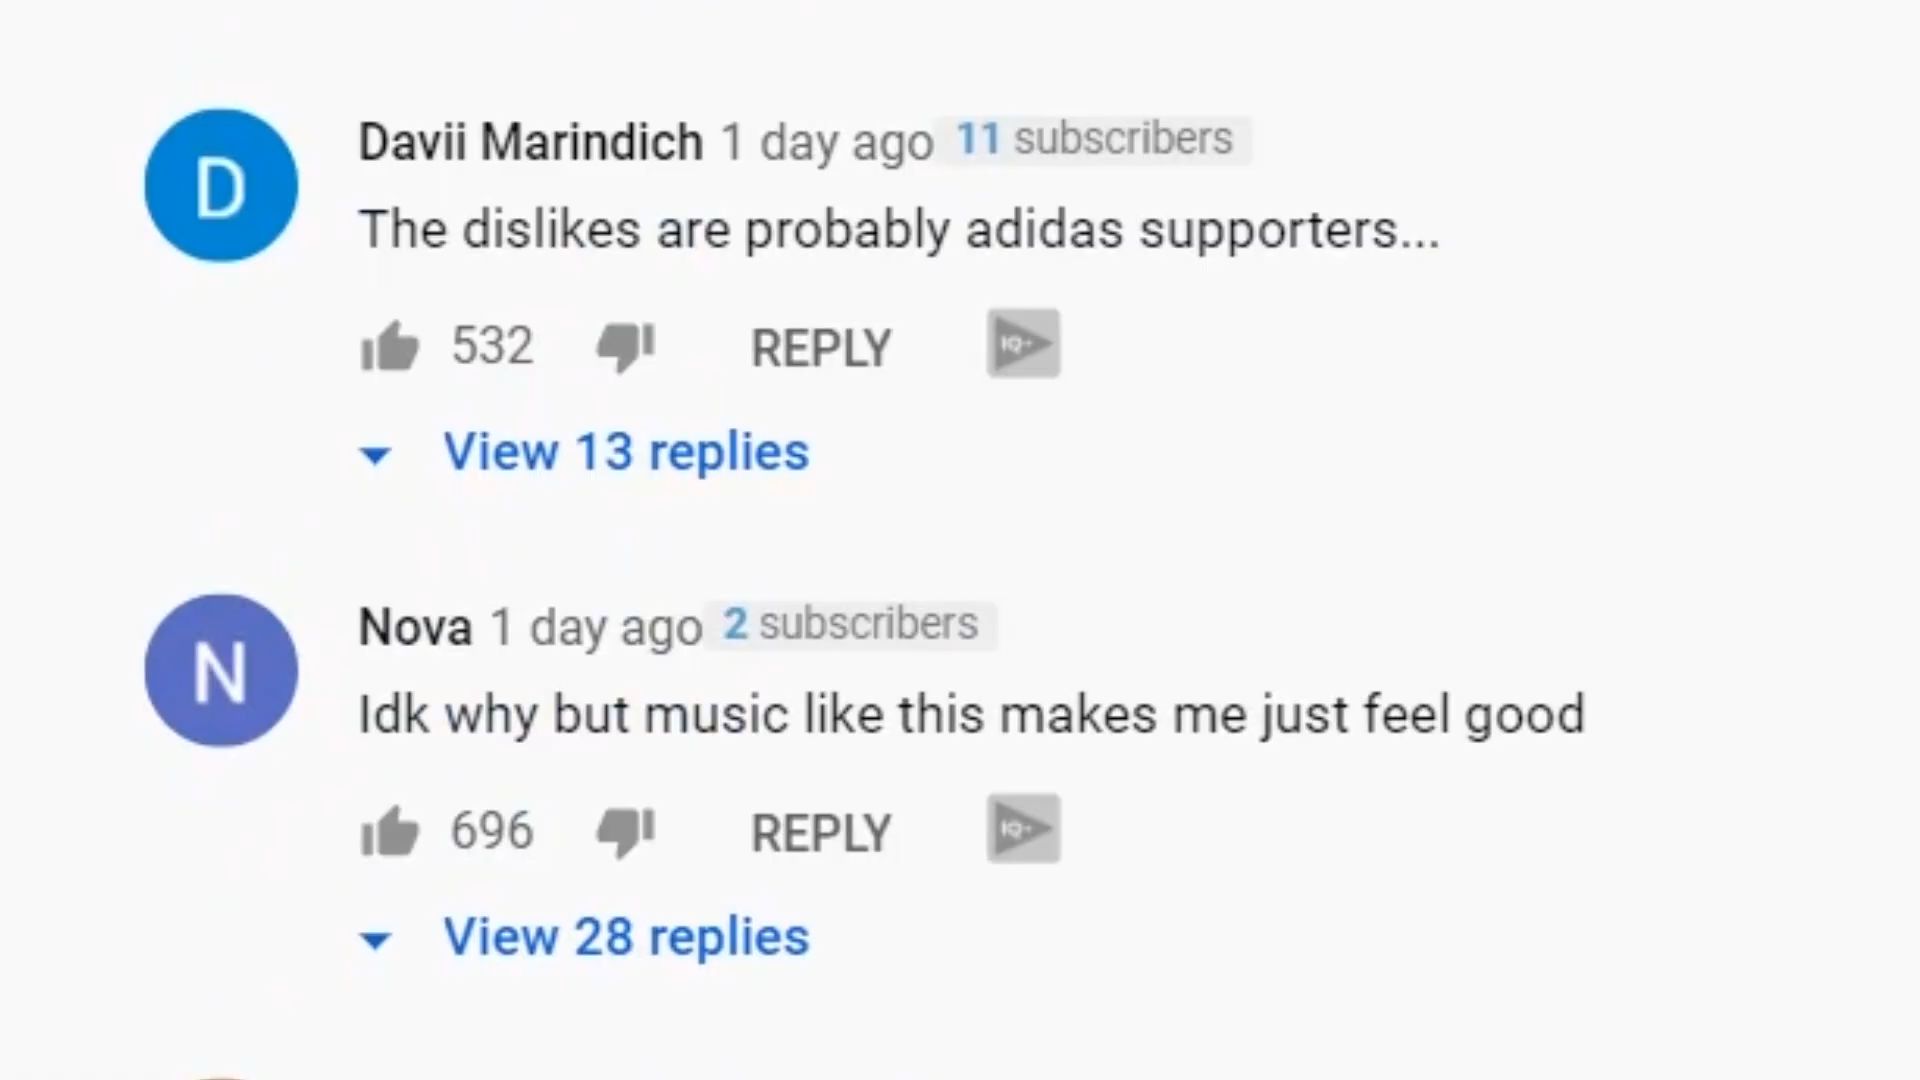 D
Davii Marindich 1 day ago 11 subscribers
The dislikes are probably adidas supporters...
532 REPLY IQ+
View 13 replies
N
Nova 1 day ago 2 subscribers
Idk why but music like this makes me just feel good
696 REPLY IQ+
View 28 replies